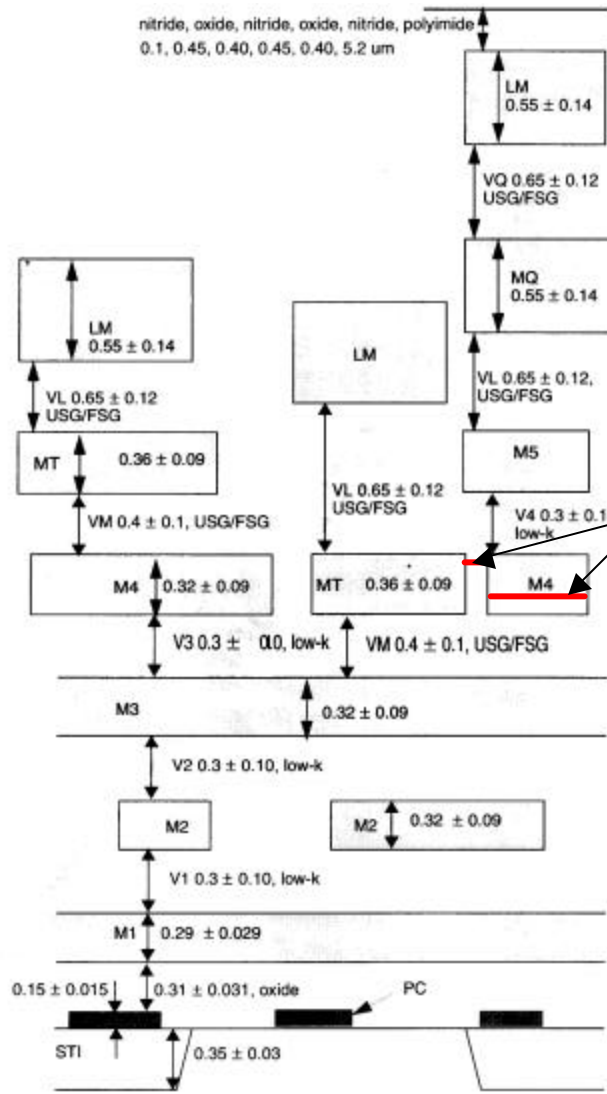 nitride, oxide, nitride, oxide, nitride, polyimide
0.1, 0.45, 0.40, 0.45, 0.40, 5.2 um
LM
0.55 ± 0.14
VQ 0.65 ± 0.12
USG/FSG
MQ
0.55 ± 0.14
LM
0.55 ± 0.14
LM
VL 0.65 ± 0.12,
USG/FSG
VL 0.65 ± 0.12
USG/FSG
MT
0.36 ± 0.09
M5
VL 0.65 ± 0.12
USG/FSG
VM 0.4 ± 0.1, USG/FSG
V4 0.3 ± 0.1
low-k
M4
0.32 ± 0.09
MT
0.36 ± 0.09
M4
V3 0.3 ± 0.10, low-k
VM 0.4 ± 0.1, USG/FSG
M3
0.32 ± 0.09
V2 0.3 ± 0.10, low-k
M2
M2
0.32 ± 0.09
V1 0.3 ± 0.10, low-k
M1
0.29 ± 0.029
0.15 ± 0.015
0.31 ± 0.031, oxide
PC
STI
0.35 ± 0.03